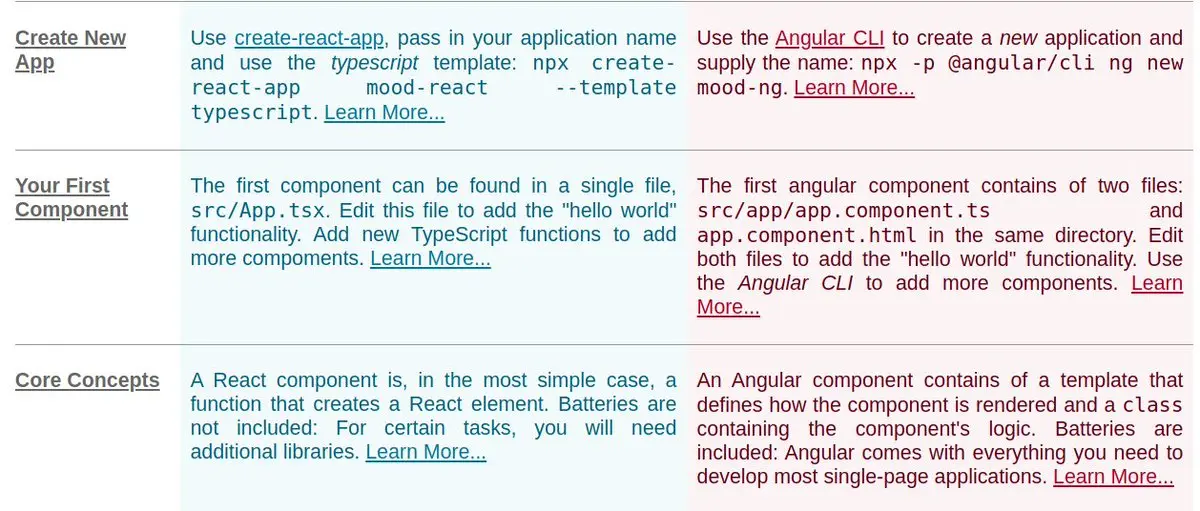 Create New
App
Use create-react-app, pass in your application name
and use the typescript template: npx create-
react-app mood-react --template
typescript. Learn More...
Use the Angular CLI to create a new application and
supply the name: npx -p @angular/cli ng new
mood-ng. Learn More...
Your First
Component
The first component can be found in a single file,
src/App.tsx. Edit this file to add the "hello world"
functionality. Add new TypeScript functions to add
more compoments. Learn More...
The first angular component contains of two files:
src/app/app.component.ts and
app.component.html in the same directory. Edit
both files to add the "hello world" functionality. Use
the Angular CLI to add more components. Learn
More...
Core Concepts
A React component is, in the most simple case, a
function that creates a React element. Batteries are
not included: For certain tasks, you will need
additional libraries. Learn More...
An Angular component contains of a template that
defines how the component is rendered and a class
containing the component's logic. Batteries are
included: Angular comes with everything you need to
develop most single-page applications. Learn More...